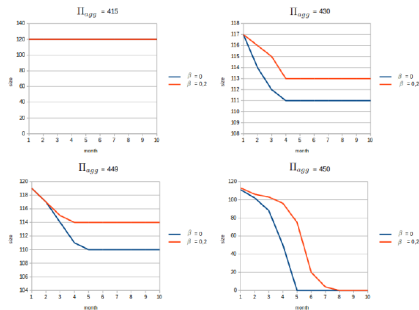 Π_agg = 415
140
120
100
80
60
40
20
0
size
1 2 3 4 5 6 7 8 9 10
month
β = 0
β = 0,2
Π_agg = 430
117
116
115
114
113
112
111
110
109
108
size
1 2 3 4 5 6 7 8 9 10
month
β = 0
β = 0,2
Π_agg = 449
120
118
116
114
112
110
108
106
104
size
1 2 3 4 5 6 7 8 9 10
month
β = 0
β = 0,2
Π_agg = 450
120
100
80
60
40
20
0
size
1 2 3 4 5 6 7 8 9 10
month
β = 0
β = 0,2